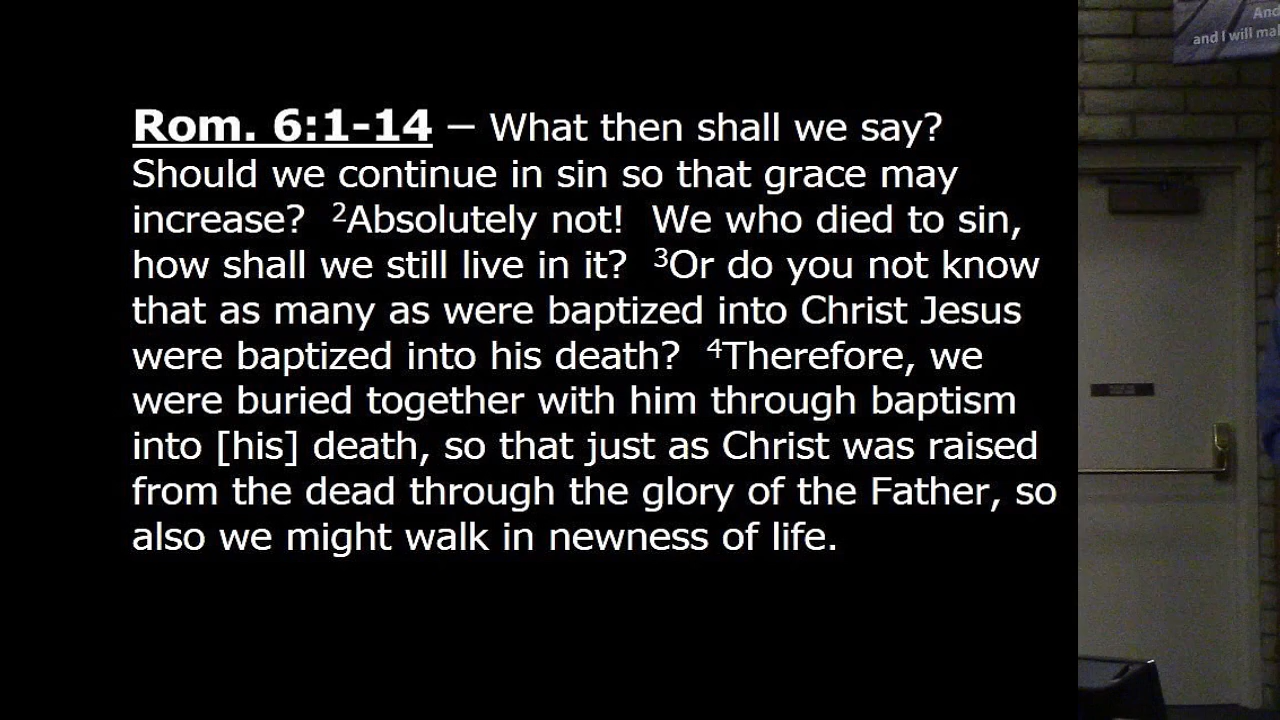 Rom. 6:1-14 – What then shall we say?
Should we continue in sin so that grace may
increase? ²Absolutely not! We who died to sin,
how shall we still live in it? ³Or do you not know
that as many as were baptized into Christ Jesus
were baptized into his death? ⁴Therefore, we
were buried together with him through baptism
into [his] death, so that just as Christ was raised
from the dead through the glory of the Father, so
also we might walk in newness of life.
And
and I will